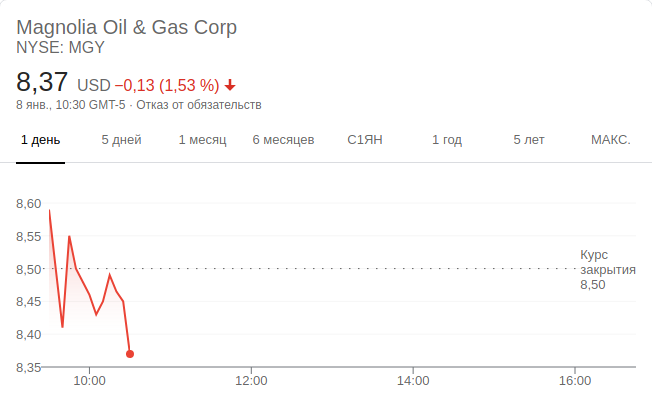 Magnolia Oil & Gas Corp
NYSE: MGY
8,37 USD −0,13 (1,53 %)
8 янв., 10:30 GMT-5 · Отказ от обязательств
1 день 5 дней 1 месяц 6 месяцев С1ЯН 1 год 5 лет МАКС.
8,60
8,55
8,50
8,45
8,40
8,35
Курс
закрытия
8,50
10:00 12:00 14:00 16:00